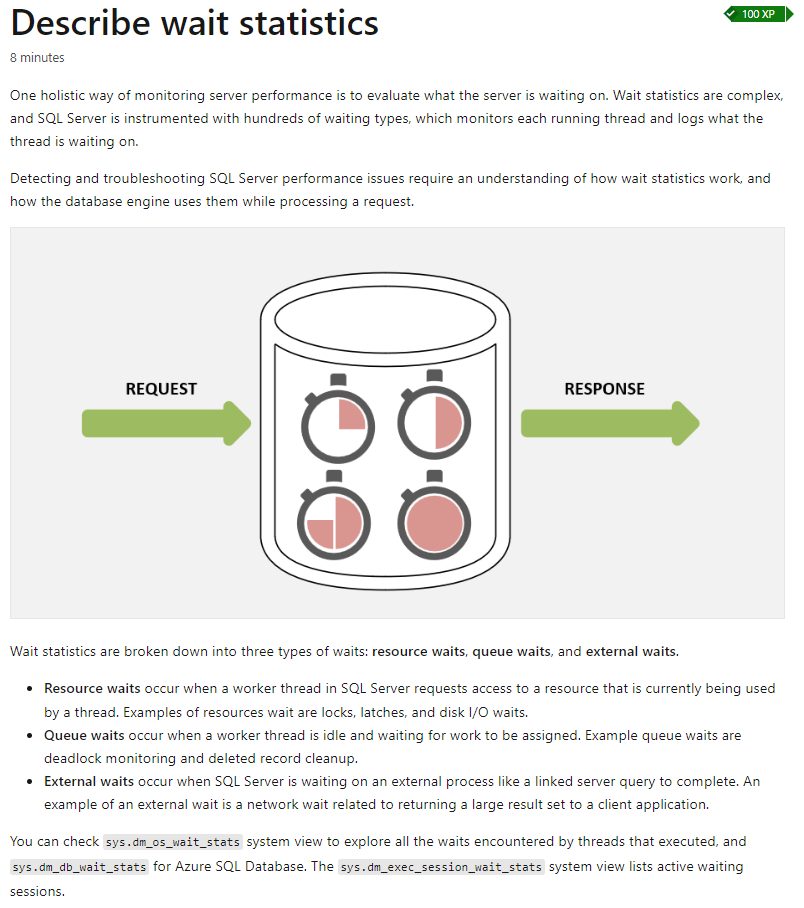 Describe wait statistics
100 XP
8 minutes
One holistic way of monitoring server performance is to evaluate what the server is waiting on. Wait statistics are complex,
and SQL Server is instrumented with hundreds of waiting types, which monitors each running thread and logs what the
thread is waiting on.
Detecting and troubleshooting SQL Server performance issues require an understanding of how wait statistics work, and
how the database engine uses them while processing a request.
REQUEST
RESPONSE
Wait statistics are broken down into three types of waits: resource waits, queue waits, and external waits.
• Resource waits occur when a worker thread in SQL Server requests access to a resource that is currently being used
by a thread. Examples of resources wait are locks, latches, and disk I/O waits.
• Queue waits occur when a worker thread is idle and waiting for work to be assigned. Example queue waits are
deadlock monitoring and deleted record cleanup.
• External waits occur when SQL Server is waiting on an external process like a linked server query to complete. An
example of an external wait is a network wait related to returning a large result set to a client application.
You can check sys.dm_os_wait_stats system view to explore all the waits encountered by threads that executed, and
sys.dm_db_wait_stats for Azure SQL Database. The sys.dm_exec_session_wait_stats system view lists active waiting
sessions.